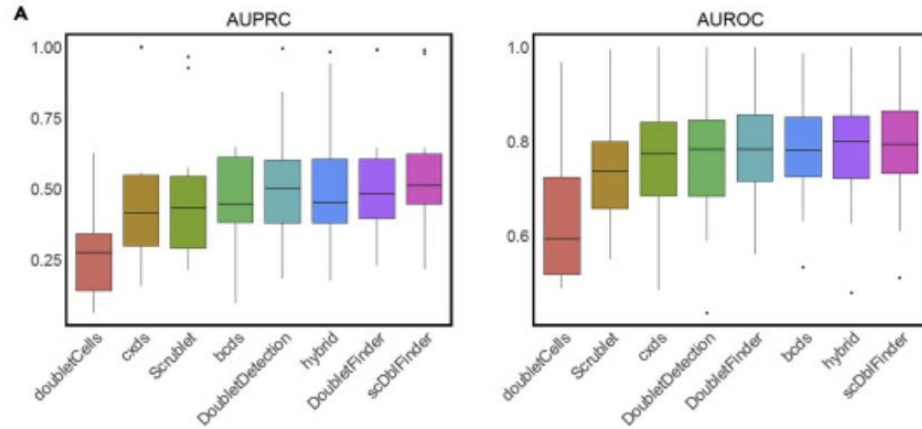 A
AUPRC
1.00
0.75
0.50
0.25
doubletCells
cxds
Scrublet
bcds
DoubletDetection
hybrid
DoubletFinder
scDblFinder
AUROC
1.0
0.8
0.6
doubletCells
Scrublet
cxds
DoubletDetection
DoubletFinder
bcds
hybrid
scDblFinder